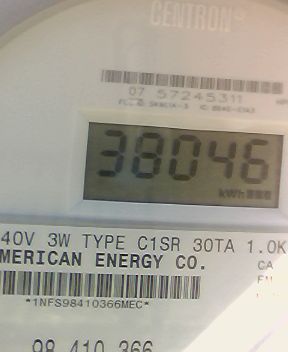 CENTRON®
07 57245311
38046
kWh
40V 3W TYPE C1SR 30TA 1.0K
MERICAN ENERGY CO.
CA
*1NFS98410366MEC*
98 410 366